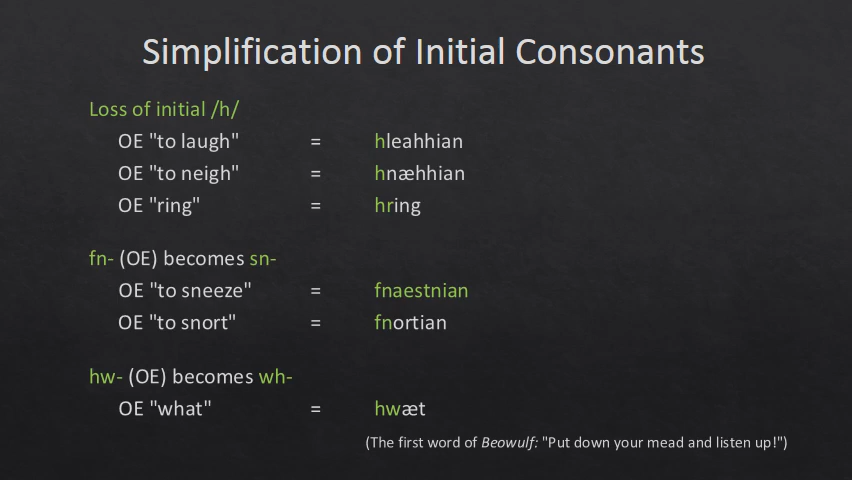 Simplification of Initial Consonants
Loss of initial /h/
OE "to laugh" = hleahhian
OE "to neigh" = hnæhhian
OE "ring" = hring
fn- (OE) becomes sn-
OE "to sneeze" = fnaestnian
OE "to snort" = fnortian
hw- (OE) becomes wh-
OE "what" = hwæt
(The first word of Beowulf: "Put down your mead and listen up!")